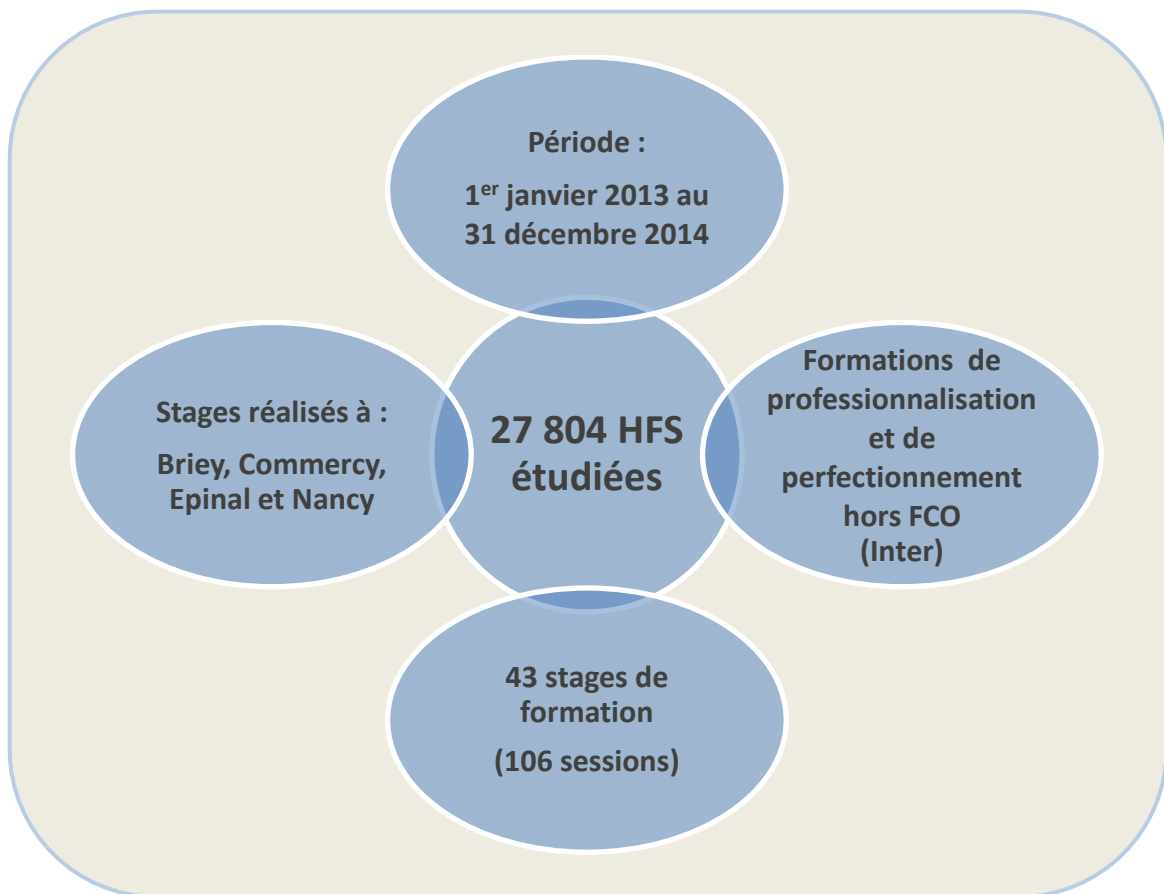 Période :
1er janvier 2013 au
31 décembre 2014
Stages réalisés à :
Briey, Commercy,
Epinal et Nancy
27 804 HFS
étudiées
Formations de
professionnalisation
et de
perfectionnement
hors FCO
(Inter)
43 stages de
formation
(106 sessions)